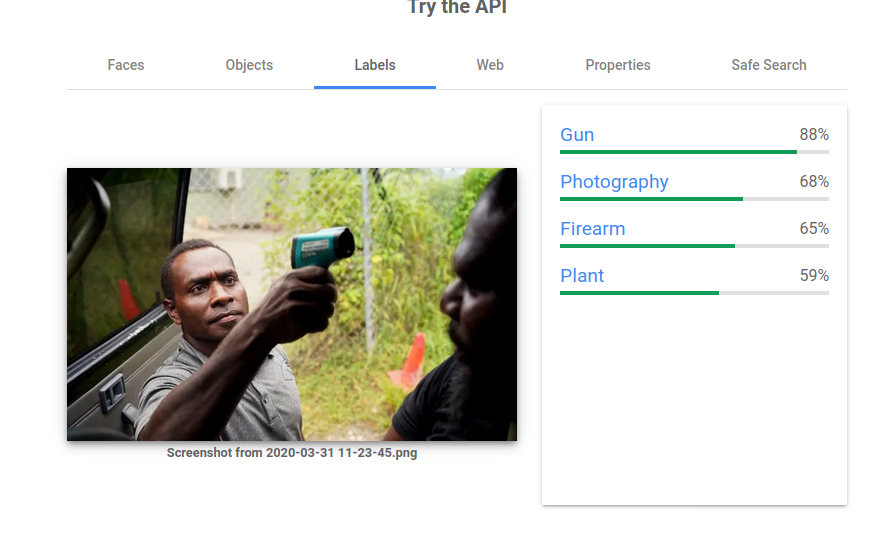 Try the API
Faces Objects Labels Web Properties Safe Search
Gun 88%
Photography 68%
Firearm 65%
Plant 59%
Screenshot from 2020-03-31 11-23-45.png